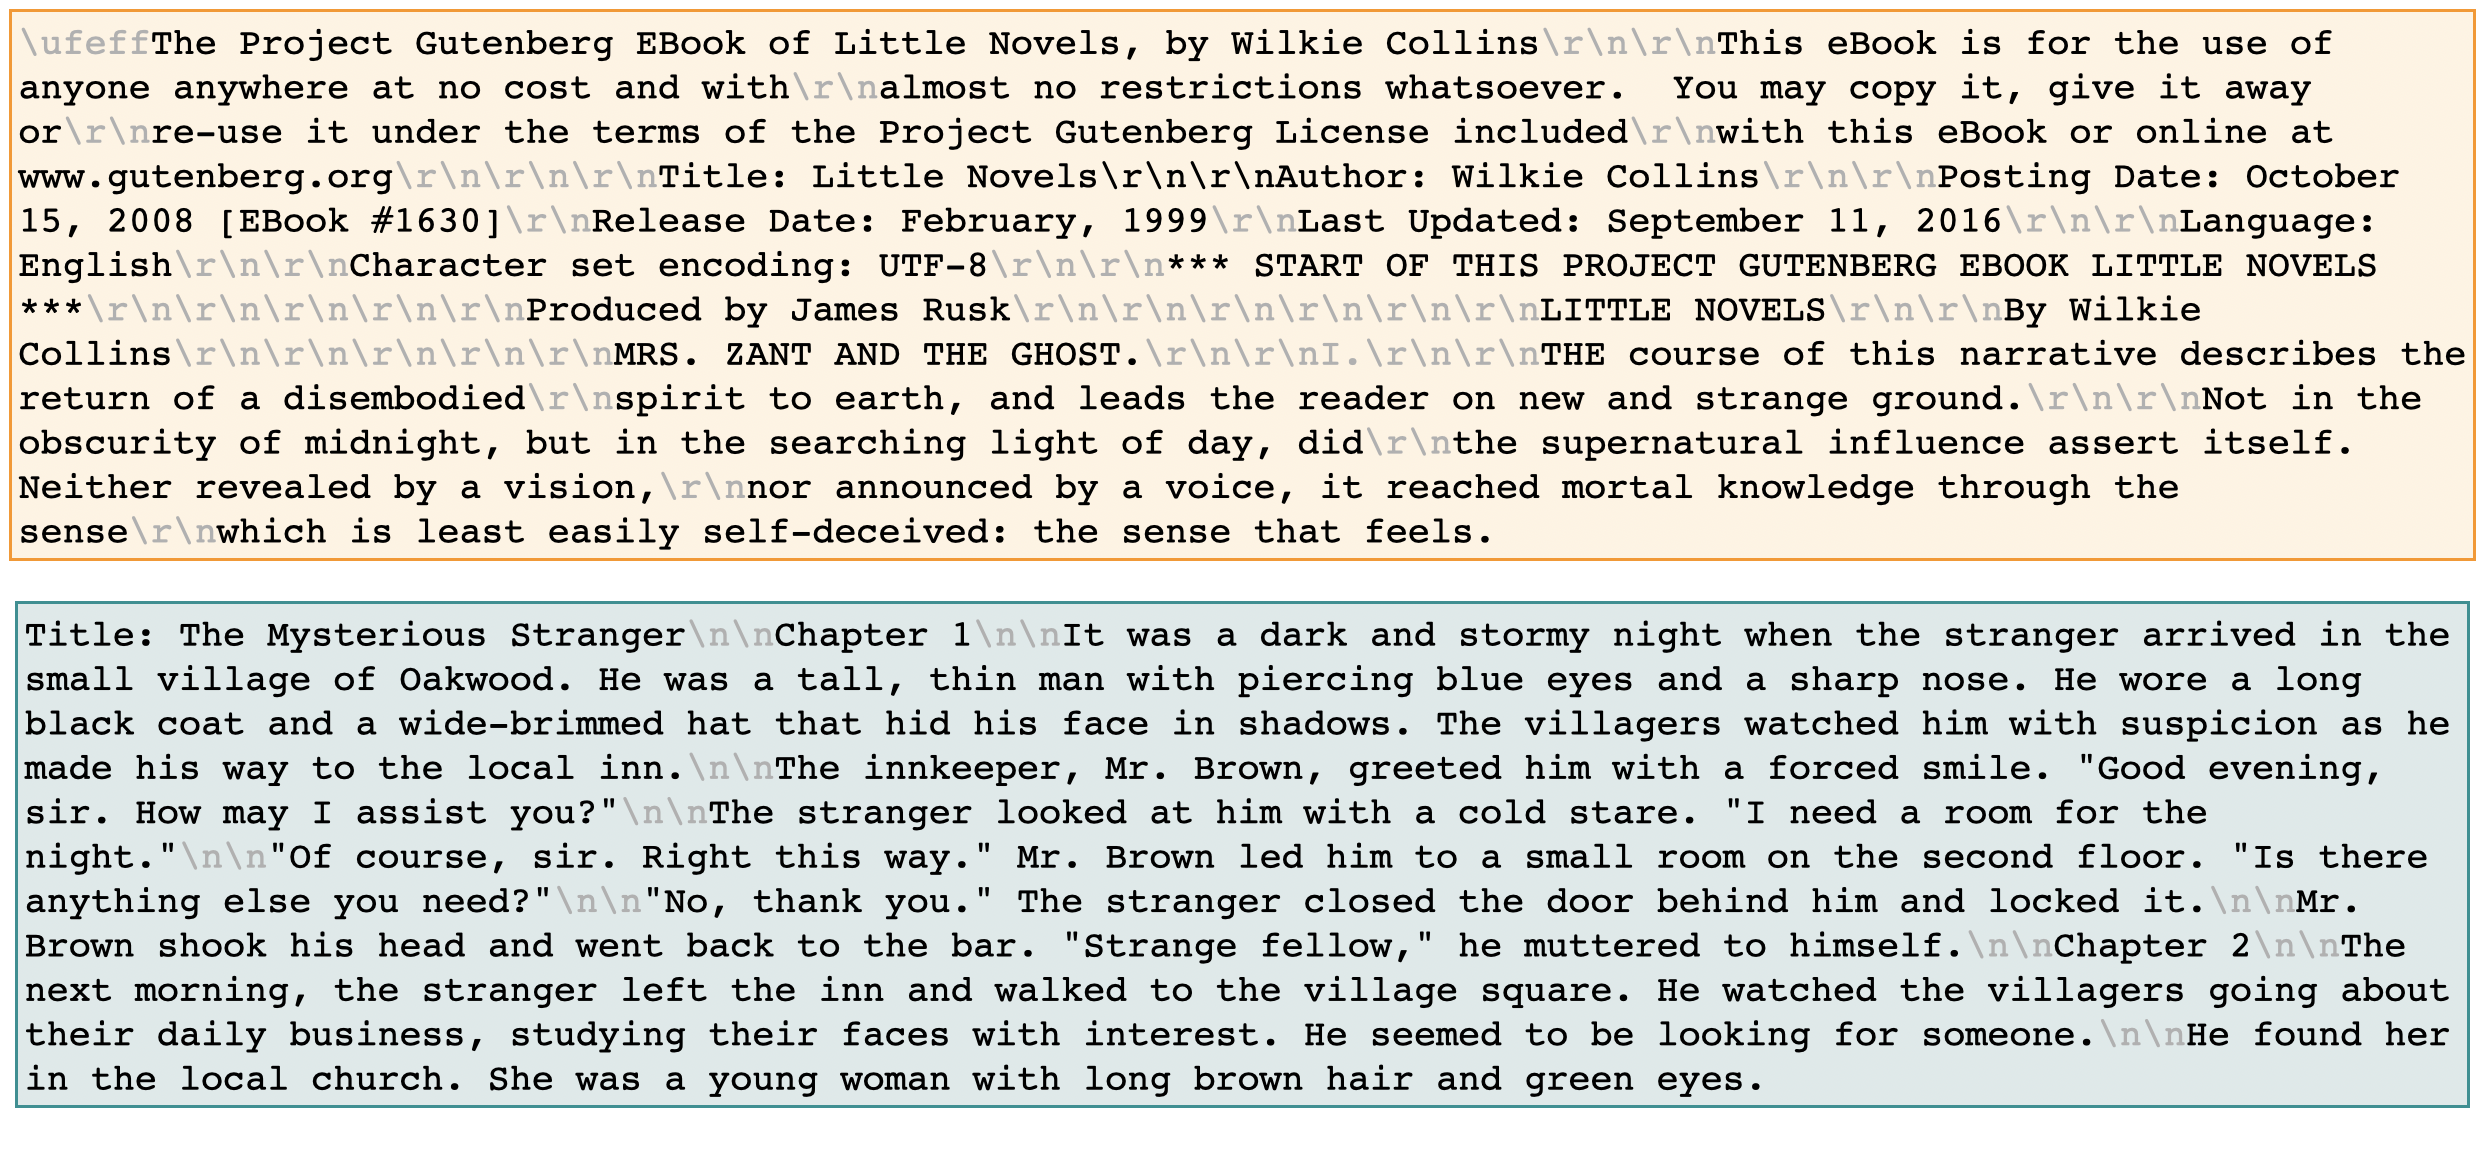 \ufeffThe Project Gutenberg EBook of Little Novels, by Wilkie Collins\r\n\r\nThis eBook is for the use of
anyone anywhere at no cost and with\r\nalmost no restrictions whatsoever.  You may copy it, give it away
or\r\nre-use it under the terms of the Project Gutenberg License included\r\nwith this eBook or online at
www.gutenberg.org\r\n\r\n\r\nTitle: Little Novels\r\n\r\nAuthor: Wilkie Collins\r\n\r\nPosting Date: October
15, 2008 [EBook #1630]\r\nRelease Date: February, 1999\r\nLast Updated: September 11, 2016\r\n\r\nLanguage:
English\r\n\r\nCharacter set encoding: UTF-8\r\n\r\n*** START OF THIS PROJECT GUTENBERG EBOOK LITTLE NOVELS
***\r\n\r\n\r\n\r\n\r\nProduced by James Rusk\r\n\r\n\r\n\r\n\r\n\r\nLITTLE NOVELS\r\n\r\nBy Wilkie
Collins\r\n\r\n\r\n\r\n\r\nMRS. ZANT AND THE GHOST.\r\n\r\nI.\r\n\r\nTHE course of this narrative describes the
return of a disembodied\r\nspirit to earth, and leads the reader on new and strange ground.\r\n\r\nNot in the
obscurity of midnight, but in the searching light of day, did\r\nthe supernatural influence assert itself.
Neither revealed by a vision,\r\nnor announced by a voice, it reached mortal knowledge through the
sense\r\nwhich is least easily self-deceived: the sense that feels.
Title: The Mysterious Stranger\n\nChapter 1\n\nIt was a dark and stormy night when the stranger arrived in the
small village of Oakwood. He was a tall, thin man with piercing blue eyes and a sharp nose. He wore a long
black coat and a wide-brimmed hat that hid his face in shadows. The villagers watched him with suspicion as he
made his way to the local inn.\n\nThe innkeeper, Mr. Brown, greeted him with a forced smile. "Good evening,
sir. How may I assist you?"\n\nThe stranger looked at him with a cold stare. "I need a room for the
night."\n\n"Of course, sir. Right this way." Mr. Brown led him to a small room on the second floor. "Is there
anything else you need?"\n\n"No, thank you." The stranger closed the door behind him and locked it.\n\nMr.
Brown shook his head and went back to the bar. "Strange fellow," he muttered to himself.\n\nChapter 2\n\nThe
next morning, the stranger left the inn and walked to the village square. He watched the villagers going about
their daily business, studying their faces with interest. He seemed to be looking for someone.\n\nHe found her
in the local church. She was a young woman with long brown hair and green eyes.